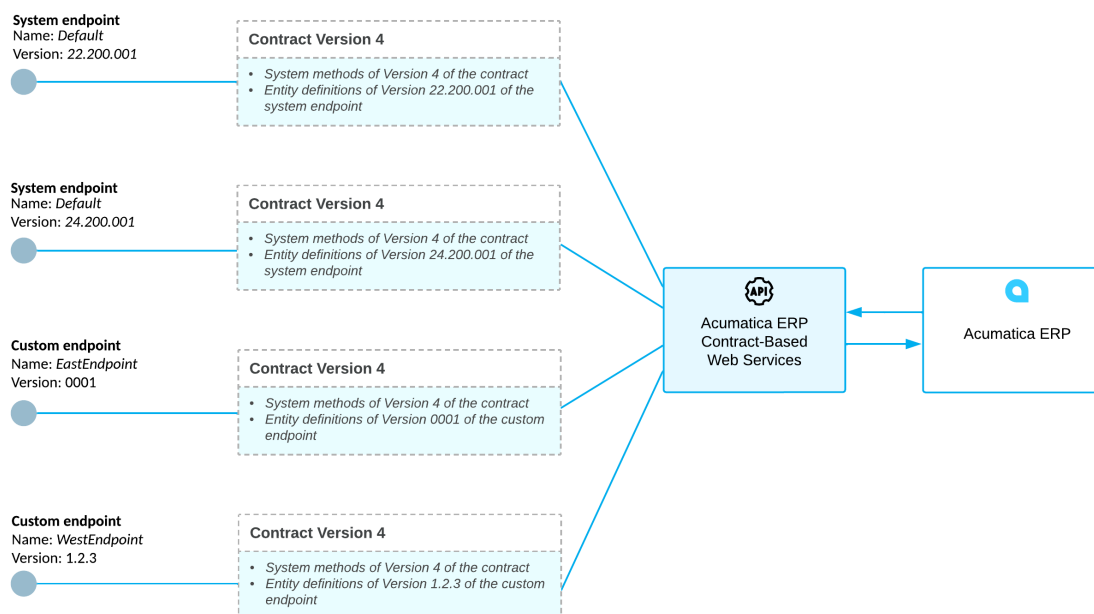 System endpoint
Name: Default
Version: 22.200.001
Contract Version 4
• System methods of Version 4 of the contract
• Entity definitions of Version 22.200.001 of the
system endpoint
System endpoint
Name: Default
Version: 24.200.001
Contract Version 4
• System methods of Version 4 of the contract
• Entity definitions of Version 24.200.001 of the
system endpoint
API
Acumatica ERP
Contract-Based
Web Services
Acumatica ERP
Custom endpoint
Name: EastEndpoint
Version: 0001
Contract Version 4
• System methods of Version 4 of the contract
• Entity definitions of Version 0001 of the custom
endpoint
Custom endpoint
Name: WestEndpoint
Version: 1.2.3
Contract Version 4
• System methods of Version 4 of the contract
• Entity definitions of Version 1.2.3 of the custom
endpoint